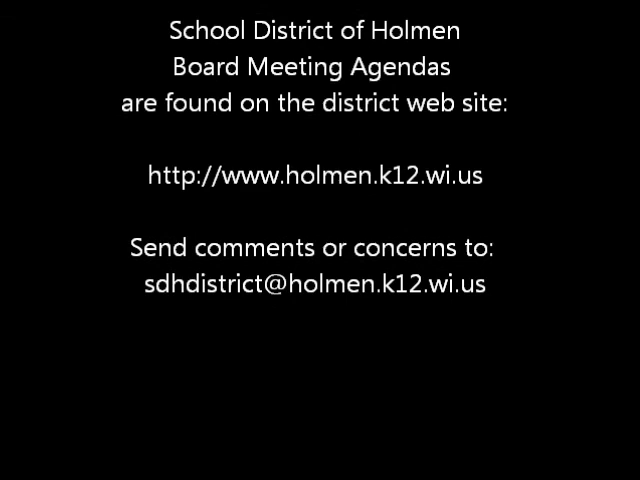 School District of Holmen
Board Meeting Agendas
are found on the district web site:
http://www.holmen.k12.wi.us
Send comments or concerns to:
sdhdistrict@holmen.k12.wi.us